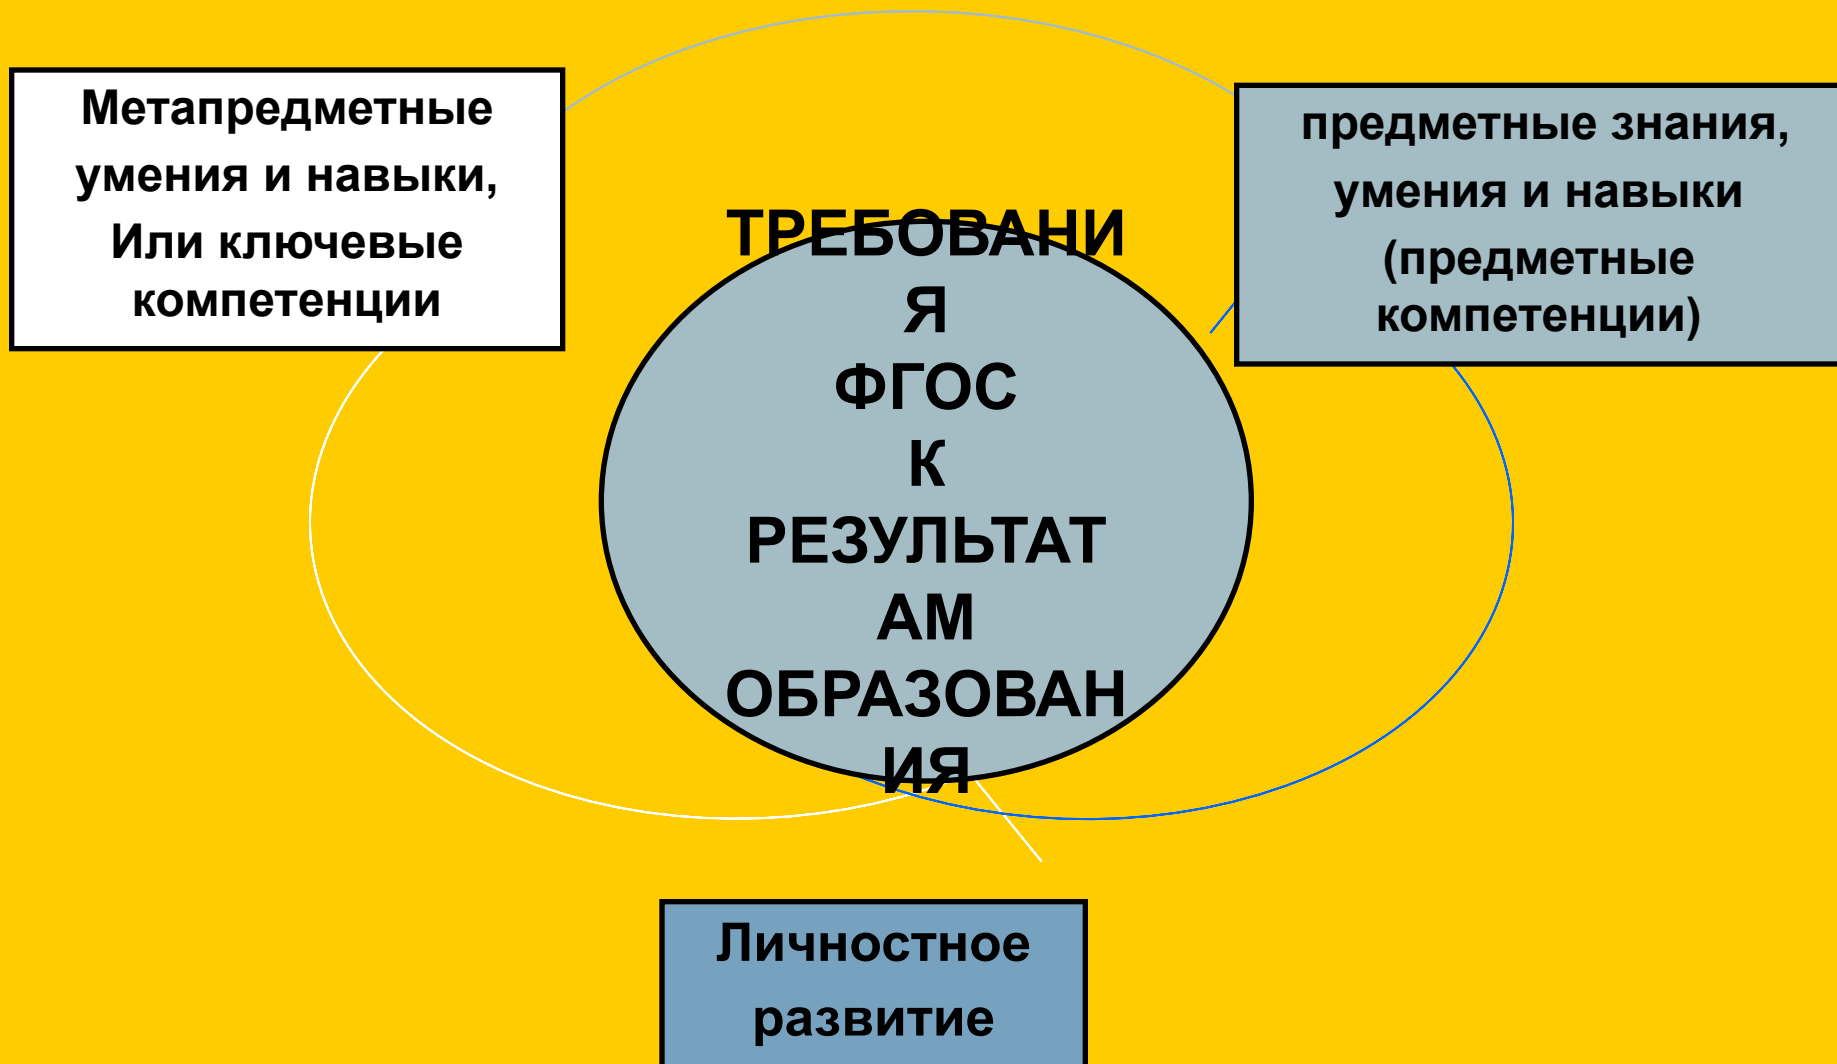 Метапредметные
умения и навыки,
Или ключевые
компетенции
предметные знания,
умения и навыки
(предметные
компетенции)
ТРЕБОВАНИ
Я
ФГОС
К
РЕЗУЛЬТАТ
АМ
ОБРАЗОВАН
ИЯ
Личностное
развитие